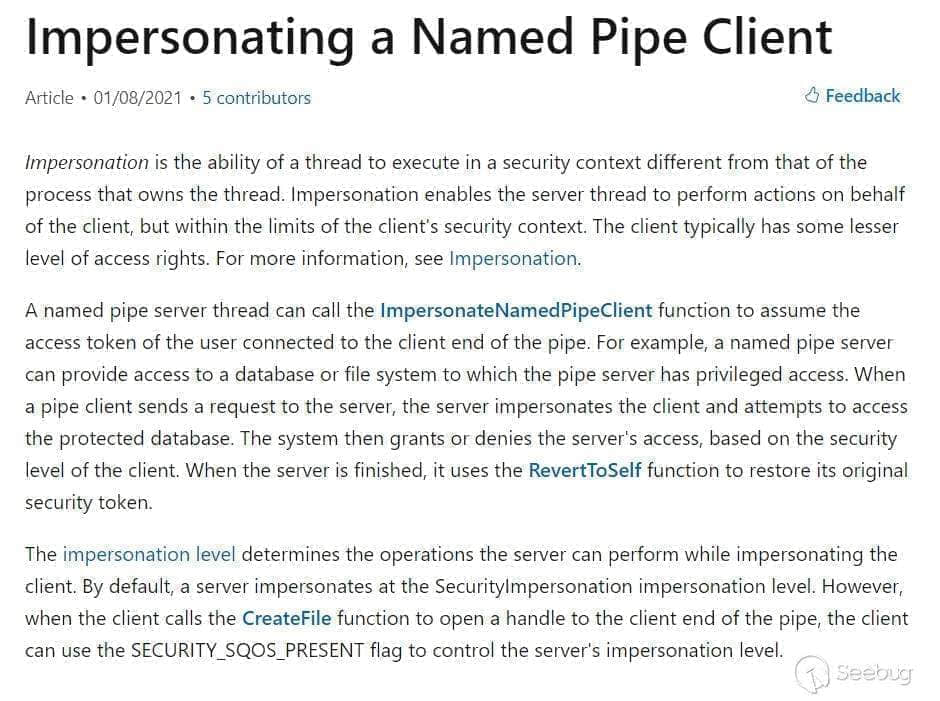 Impersonating a Named Pipe Client
Article • 01/08/2021 • 5 contributors
Feedback
Impersonation is the ability of a thread to execute in a security context different from that of the
process that owns the thread. Impersonation enables the server thread to perform actions on behalf
of the client, but within the limits of the client's security context. The client typically has some lesser
level of access rights. For more information, see Impersonation.
A named pipe server thread can call the ImpersonateNamedPipeClient function to assume the
access token of the user connected to the client end of the pipe. For example, a named pipe server
can provide access to a database or file system to which the pipe server has privileged access. When
a pipe client sends a request to the server, the server impersonates the client and attempts to access
the protected database. The system then grants or denies the server's access, based on the security
level of the client. When the server is finished, it uses the RevertToSelf function to restore its original
security token.
The impersonation level determines the operations the server can perform while impersonating the
client. By default, a server impersonates at the SecurityImpersonation impersonation level. However,
when the client calls the CreateFile function to open a handle to the client end of the pipe, the client
can use the SECURITY_SQOS_PRESENT flag to control the server's impersonation level.
Seebug